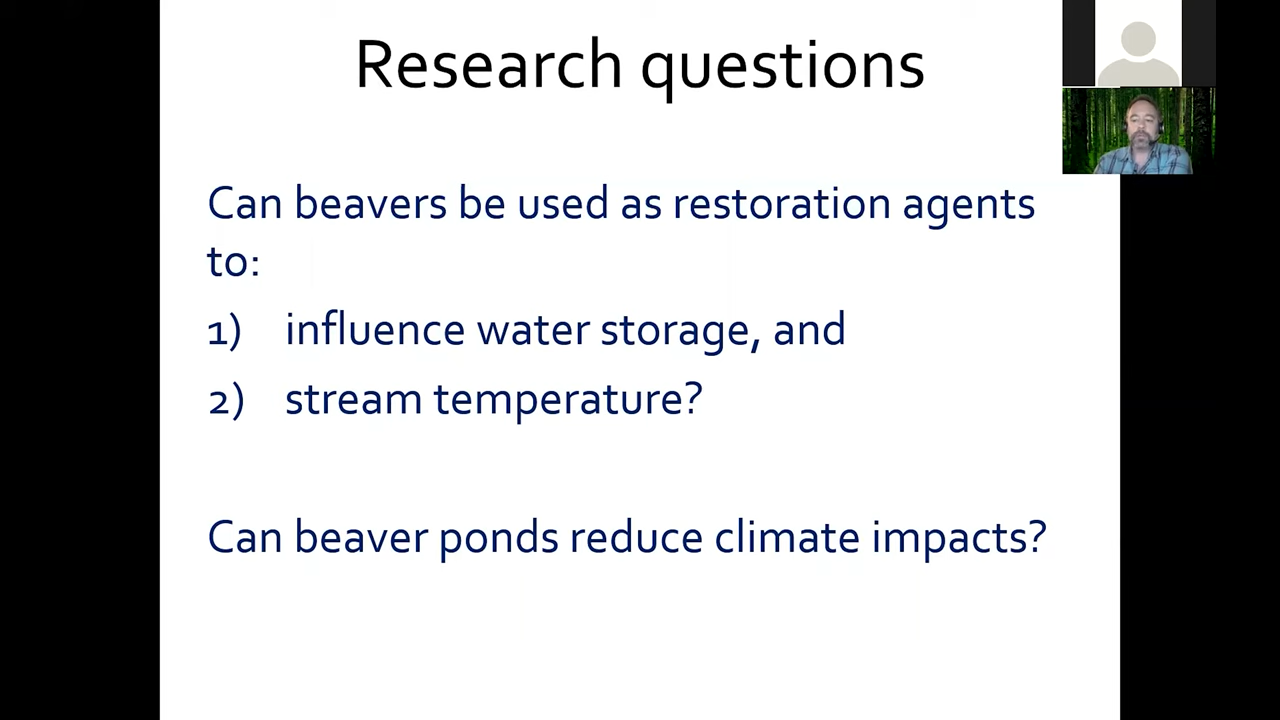 Research questions
Can beavers be used as restoration agents
to:
1) influence water storage, and
2) stream temperature?
Can beaver ponds reduce climate impacts?